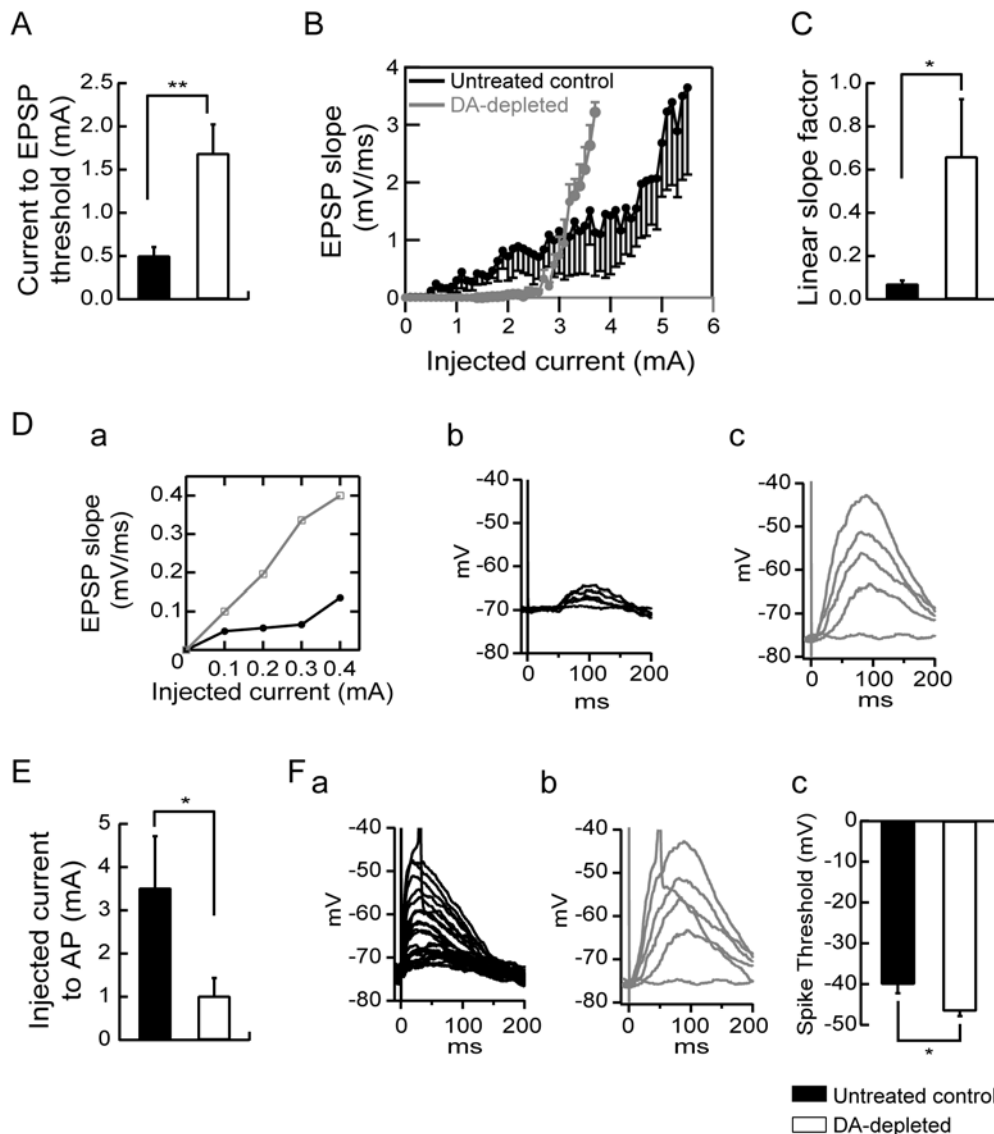 A
Current to EPSP
threshold (mA)
2.5
2.0
1.5
1.0
0.5
0.0
**
B
EPSP slope
(mV/ms)
4
3
2
1
0
Untreated control
DA-depleted
0 1 2 3 4 5 6
Injected current (mA)
C
Linear slope factor
1.0
0.8
0.6
0.4
0.2
0.0
*
D
a
EPSP slope
(mV/ms)
0.4
0.3
0.2
0.1
0
0.1 0.2 0.3 0.4
Injected current (mA)
b
mV
-40
-50
-60
-70
-80
0 100 200
ms
c
mV
-40
-50
-60
-70
-80
0 100 200
ms
E
Injected current
to AP (mA)
5
4
3
2
1
0
*
F
a
mV
-40
-50
-60
-70
-80
0 50 100 150 200
ms
b
mV
-40
-50
-60
-70
-80
0 50 100 150 200
ms
c
Spike Threshold (mV)
0
-10
-20
-30
-40
-50
*
Untreated control
DA-depleted